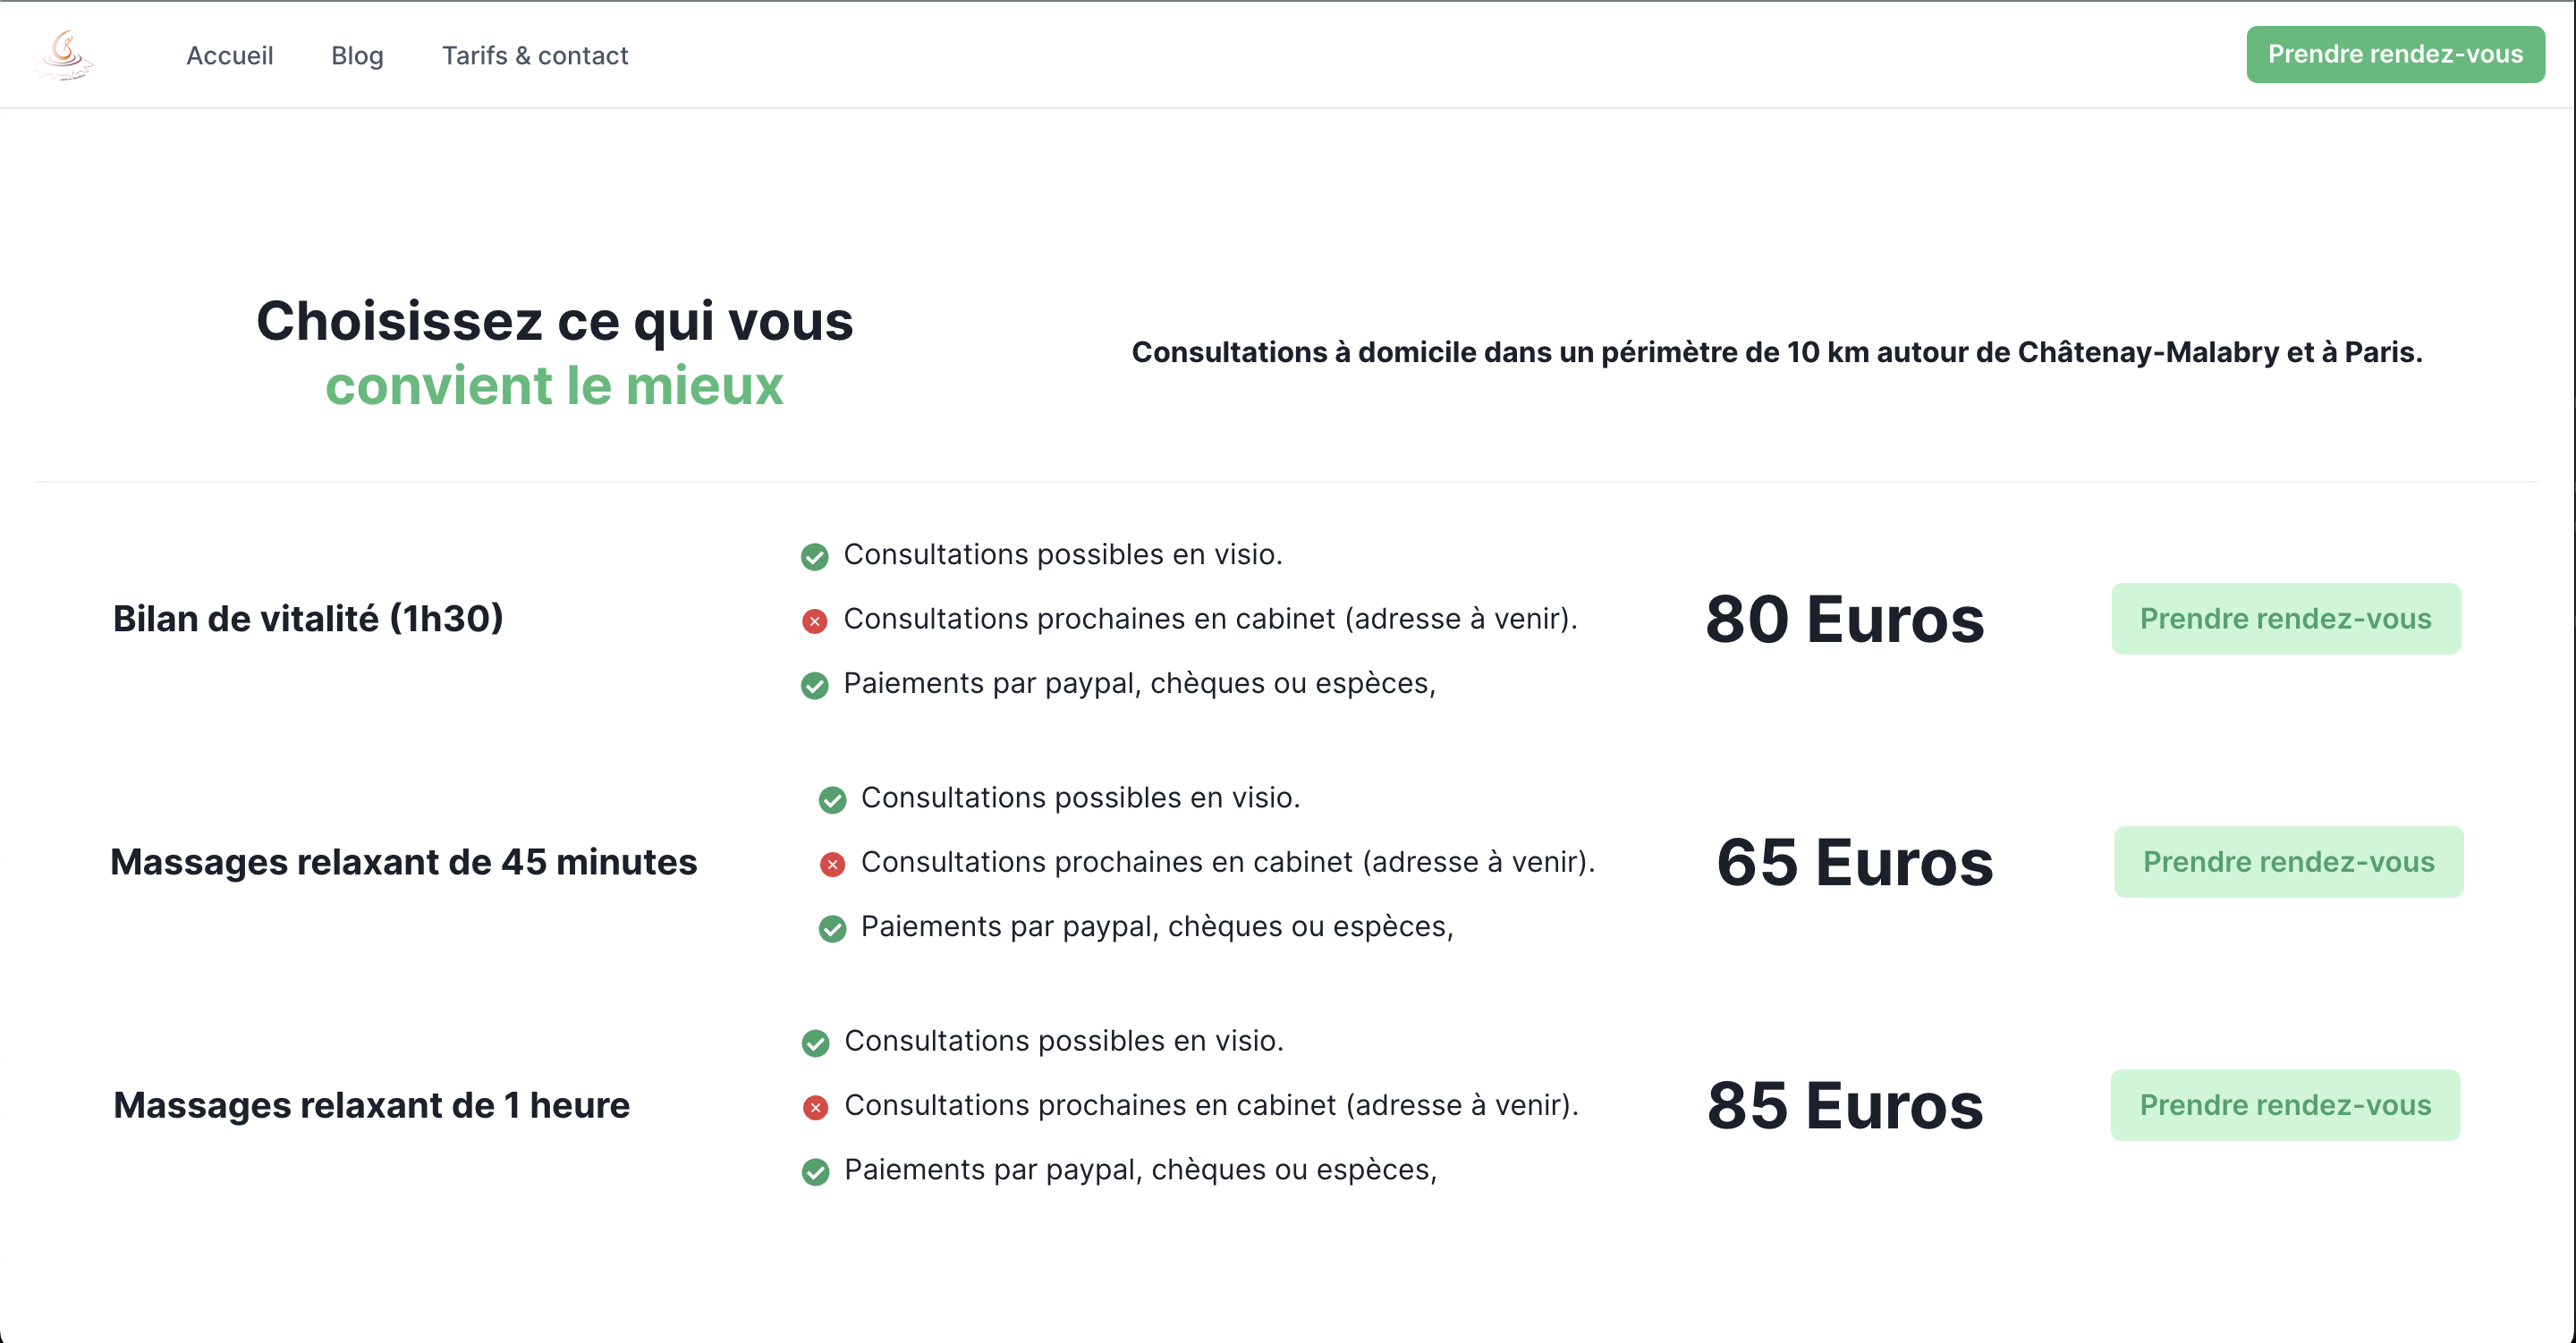 Accueil
Blog
Tarifs & contact
Prendre rendez-vous
Choisissez ce qui vous
convient le mieux
Consultations à domicile dans un périmètre de 10 km autour de Châtenay-Malabry et à Paris.
Bilan de vitalité (1h30)
Consultations possibles en visio.
Consultations prochaines en cabinet (adresse à venir).
Paiements par paypal, chèques ou espèces,
80 Euros
Prendre rendez-vous
Massages relaxant de 45 minutes
Consultations possibles en visio.
Consultations prochaines en cabinet (adresse à venir).
Paiements par paypal, chèques ou espèces,
65 Euros
Prendre rendez-vous
Massages relaxant de 1 heure
Consultations possibles en visio.
Consultations prochaines en cabinet (adresse à venir).
Paiements par paypal, chèques ou espèces,
85 Euros
Prendre rendez-vous